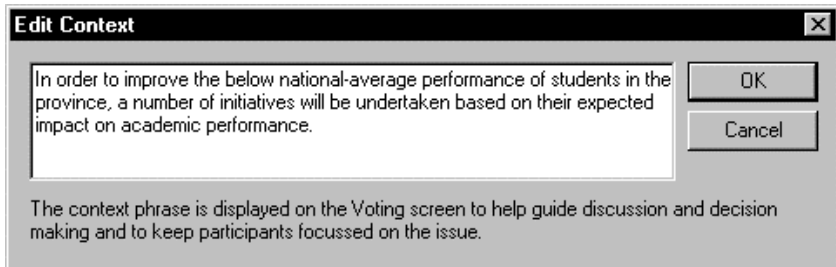 Edit Context
In order to improve the below national-average performance of students in the
province, a number of initiatives will be undertaken based on their expected
impact on academic performance.
OK
Cancel
The context phrase is displayed on the Voting screen to help guide discussion and decision
making and to keep participants focussed on the issue.